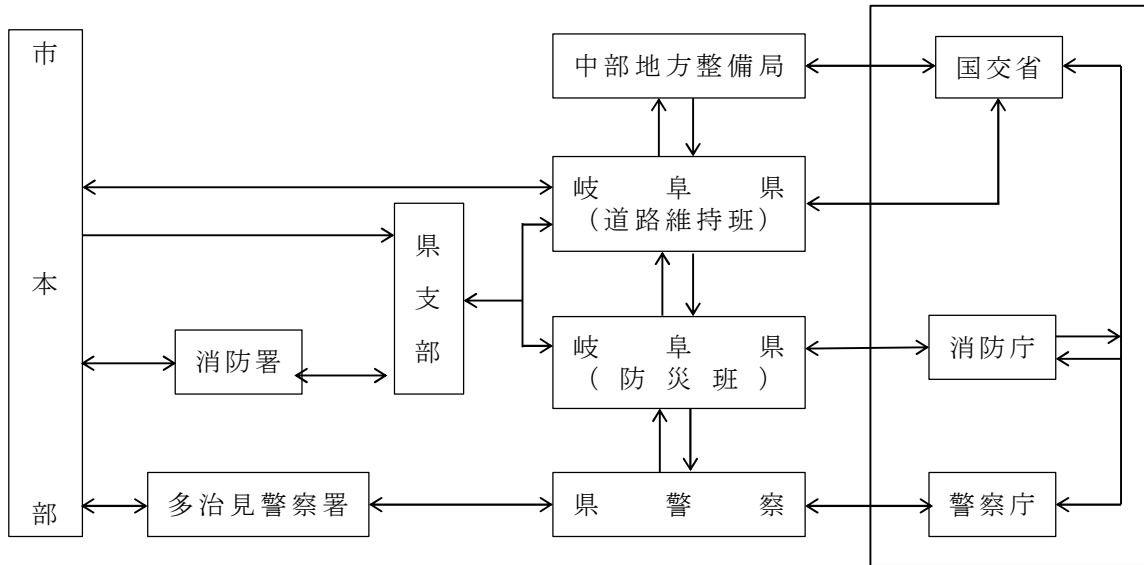 市本部
中部地方整備局
国交省
岐阜県
（道路維持班）
県支部
消防署
岐阜県
（防災班）
消防庁
多治見警察署
県警察
警察庁